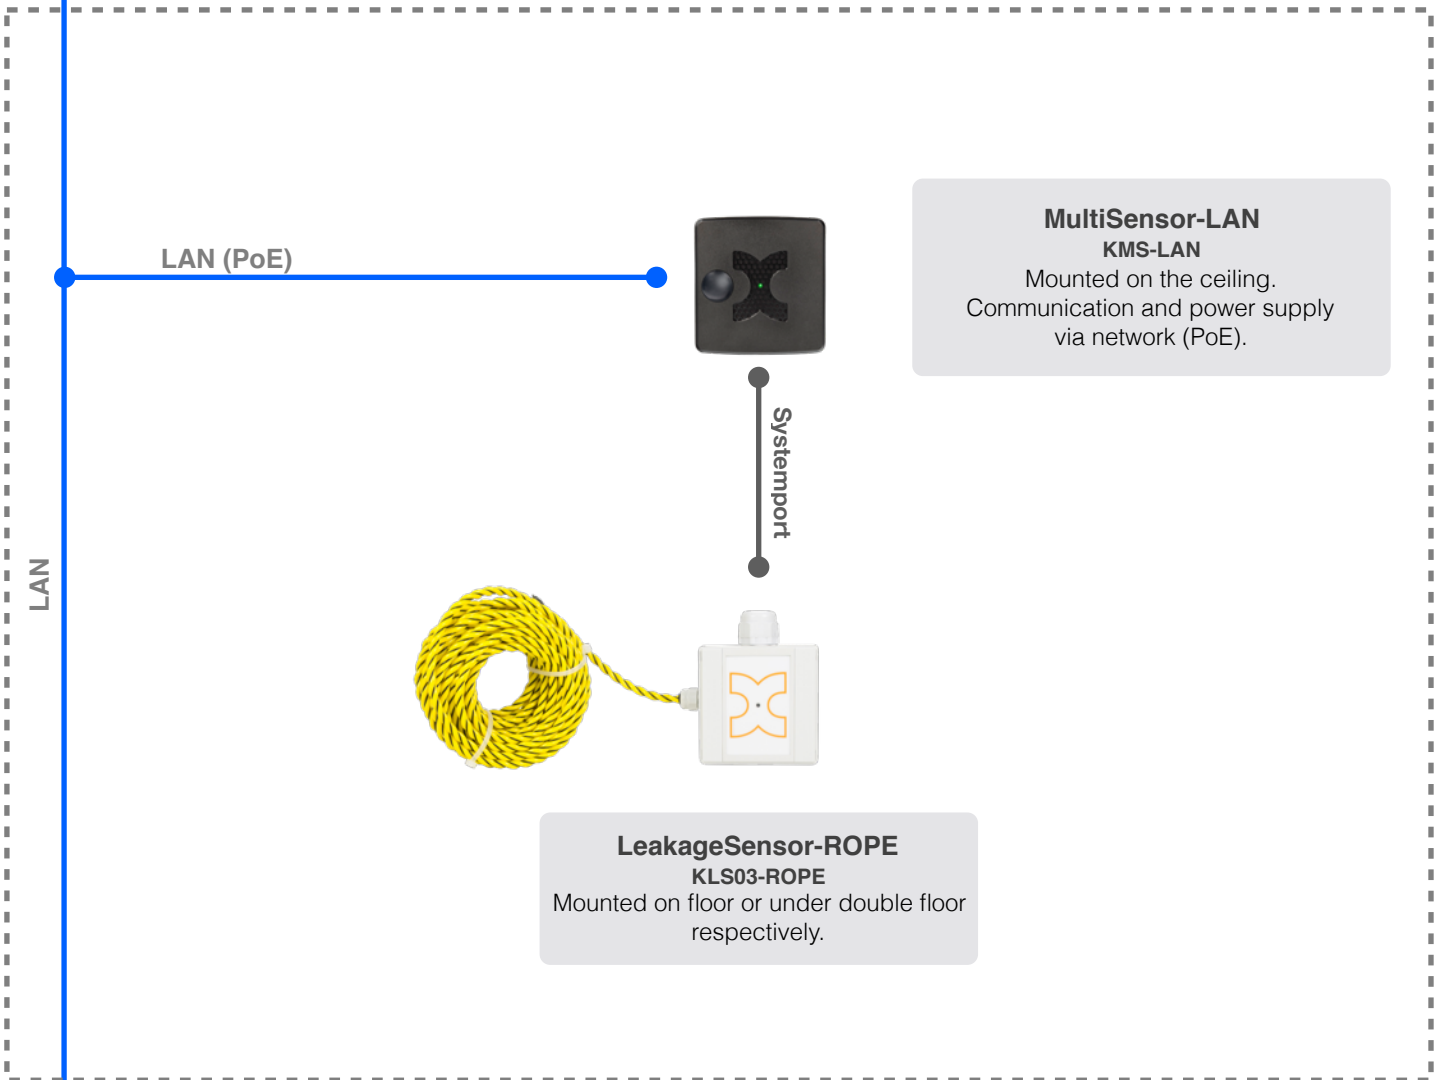 LAN (PoE)
MultiSensor-LAN
KMS-LAN
Mounted on the ceiling.
Communication and power supply
via network (PoE).
Systemport
LAN
LeakageSensor-ROPE
KLS03-ROPE
Mounted on floor or under double floor
respectively.